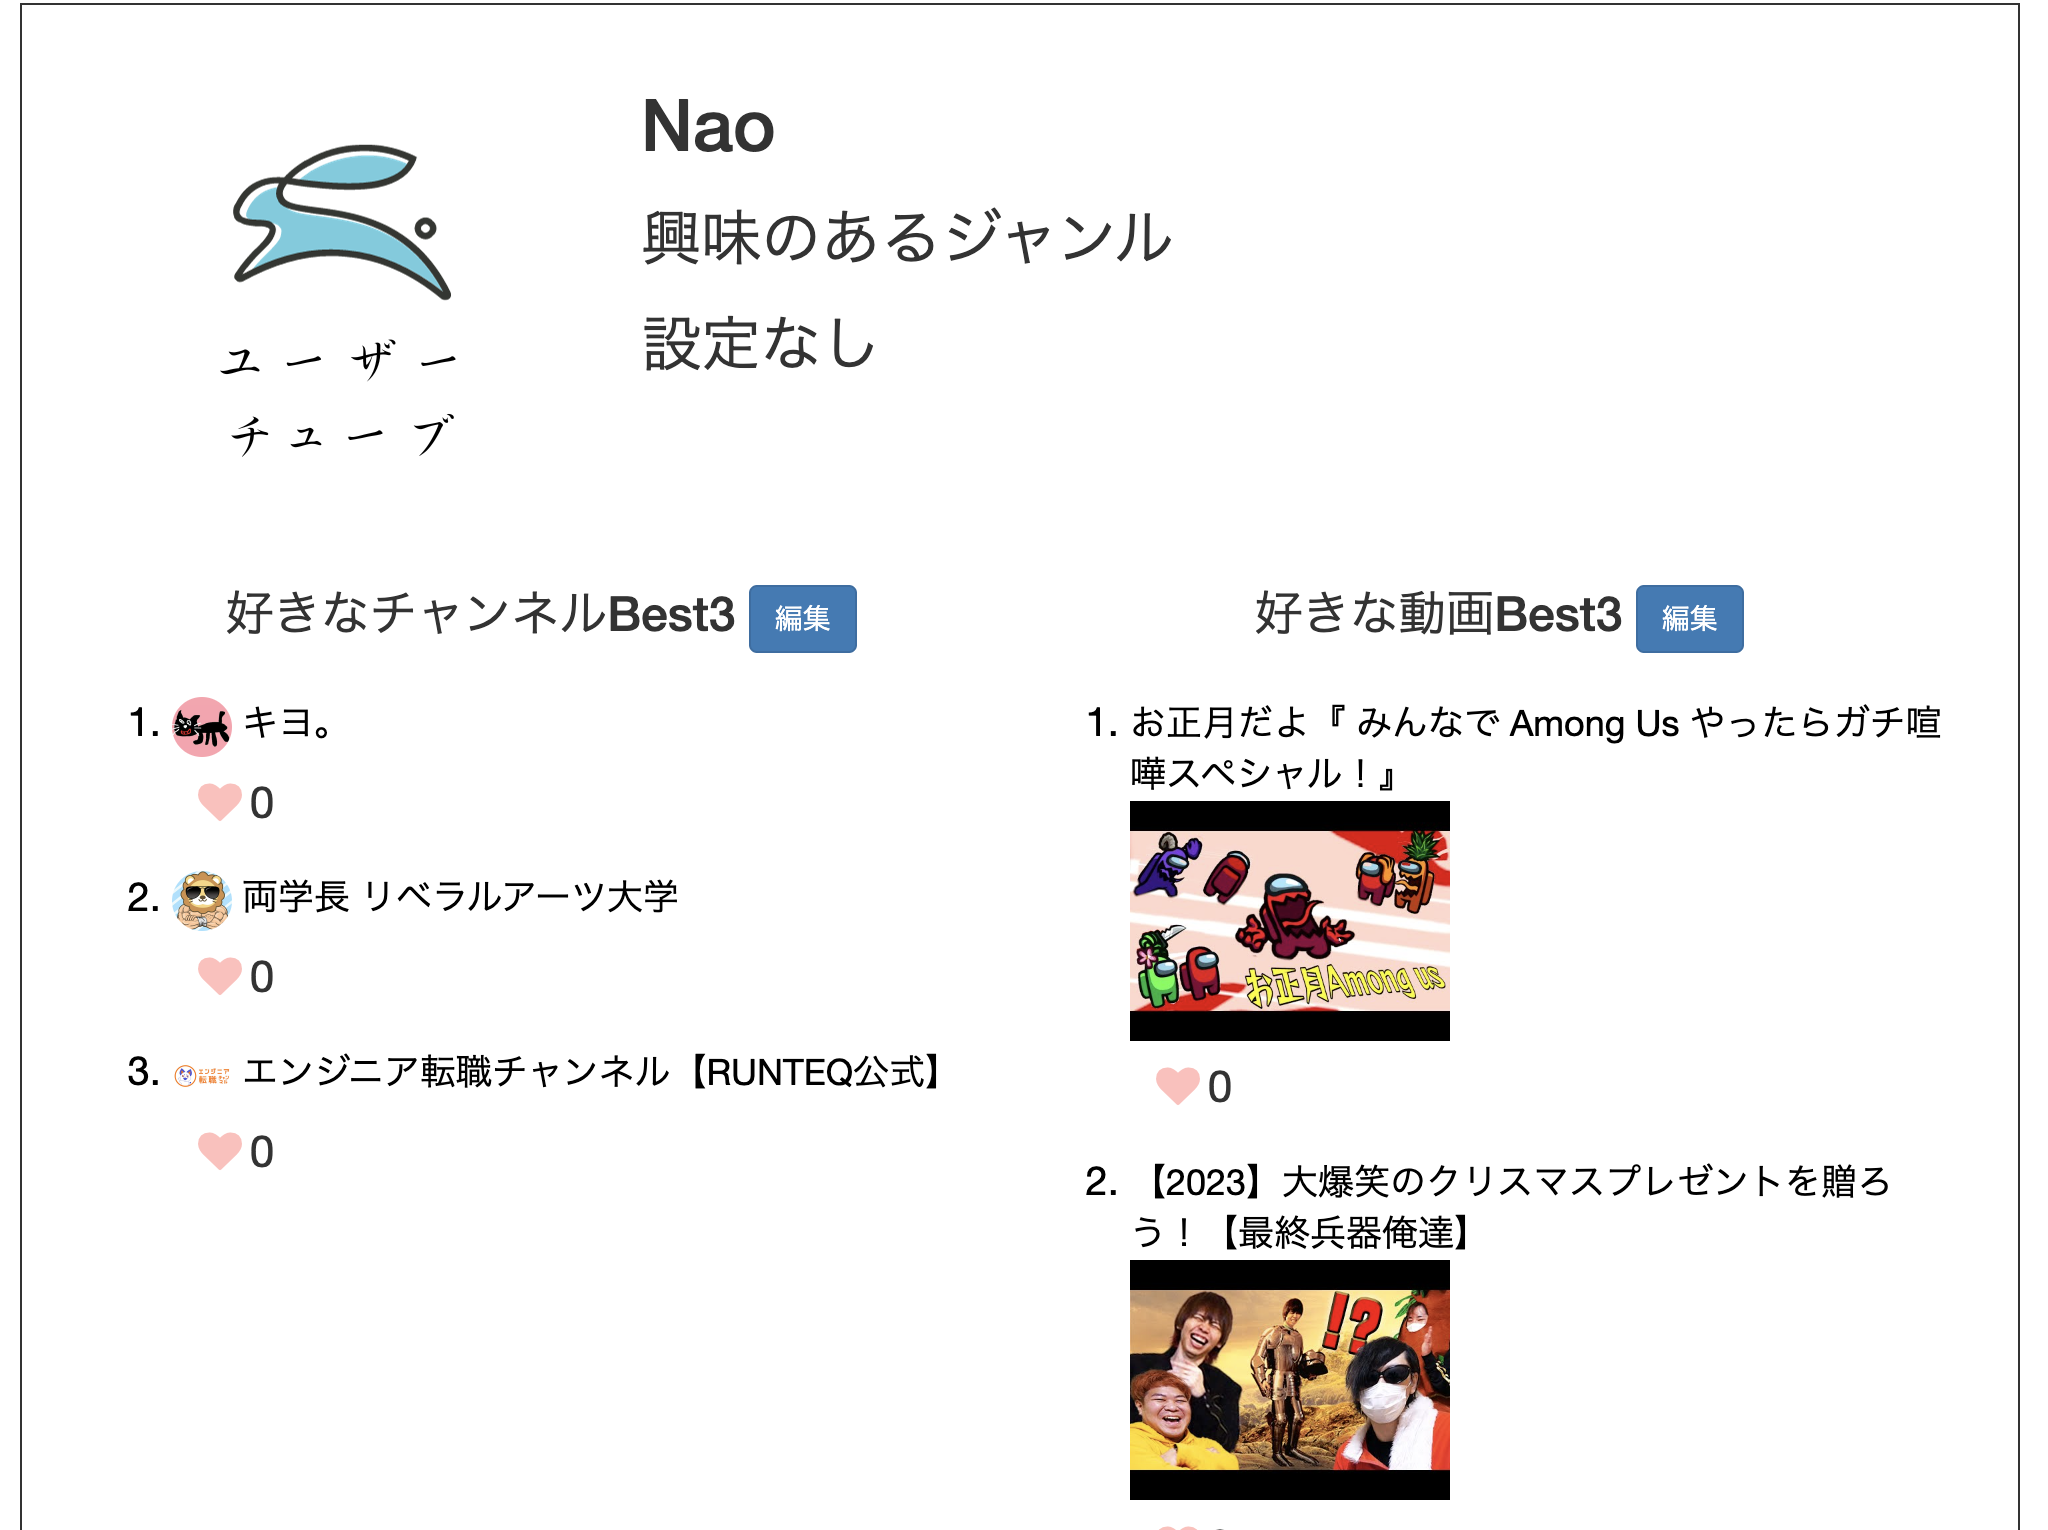 Nao
興味のあるジャンル
設定なし
ユーザー
チューブ
好きなチャンネルBest3 編集
1. キヨ。
0
2. 両学長 リベラルアーツ大学
0
3. エンジニア転職 エンジニア転職チャンネル【RUNTEQ公式】
0
好きな動画Best3 編集
1. お正月だよ『 みんなで Among Us やったらガチ喧
嘩スペシャル！』
お正月Among us
0
2. 【2023】大爆笑のクリスマスプレゼントを贈ろ
う！【最終兵器俺達】
!?